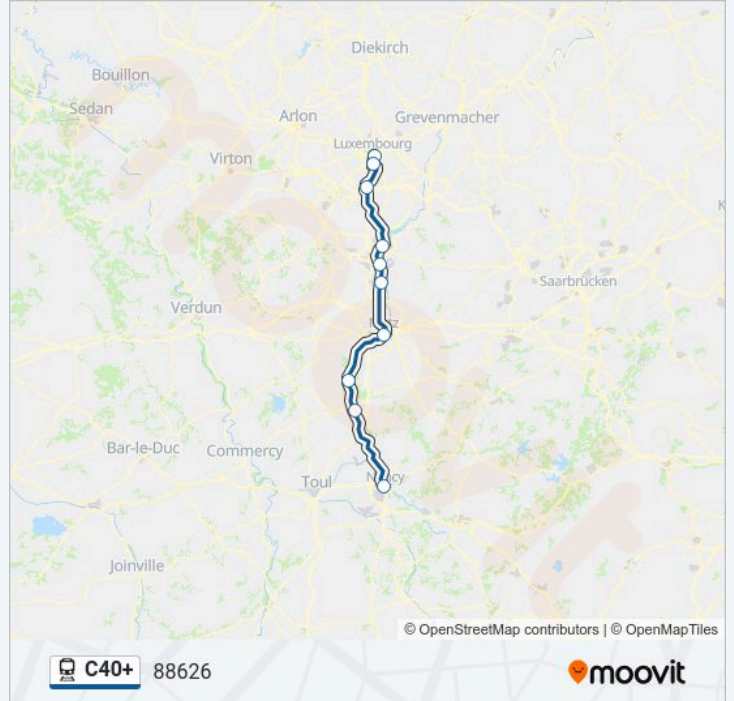 Diekirch
Bouillon
Sedan
Arlon
Grevenmacher
Luxembourg
Virton
Saarbrücken
Verdun
Bar-le-Duc
Commercy
Toul
Joinville
© OpenStreetMap contributors | © OpenMapTiles
C40+ 88626
moovit